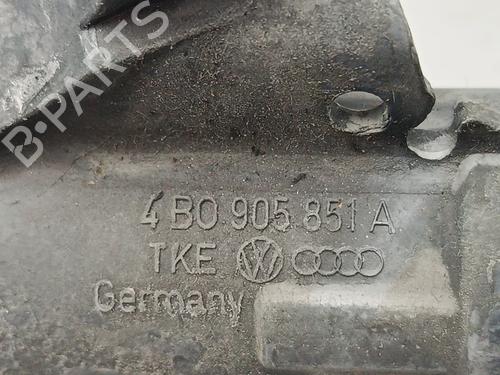 B-PARTS
4B0 905 851 A
TKE
Germany